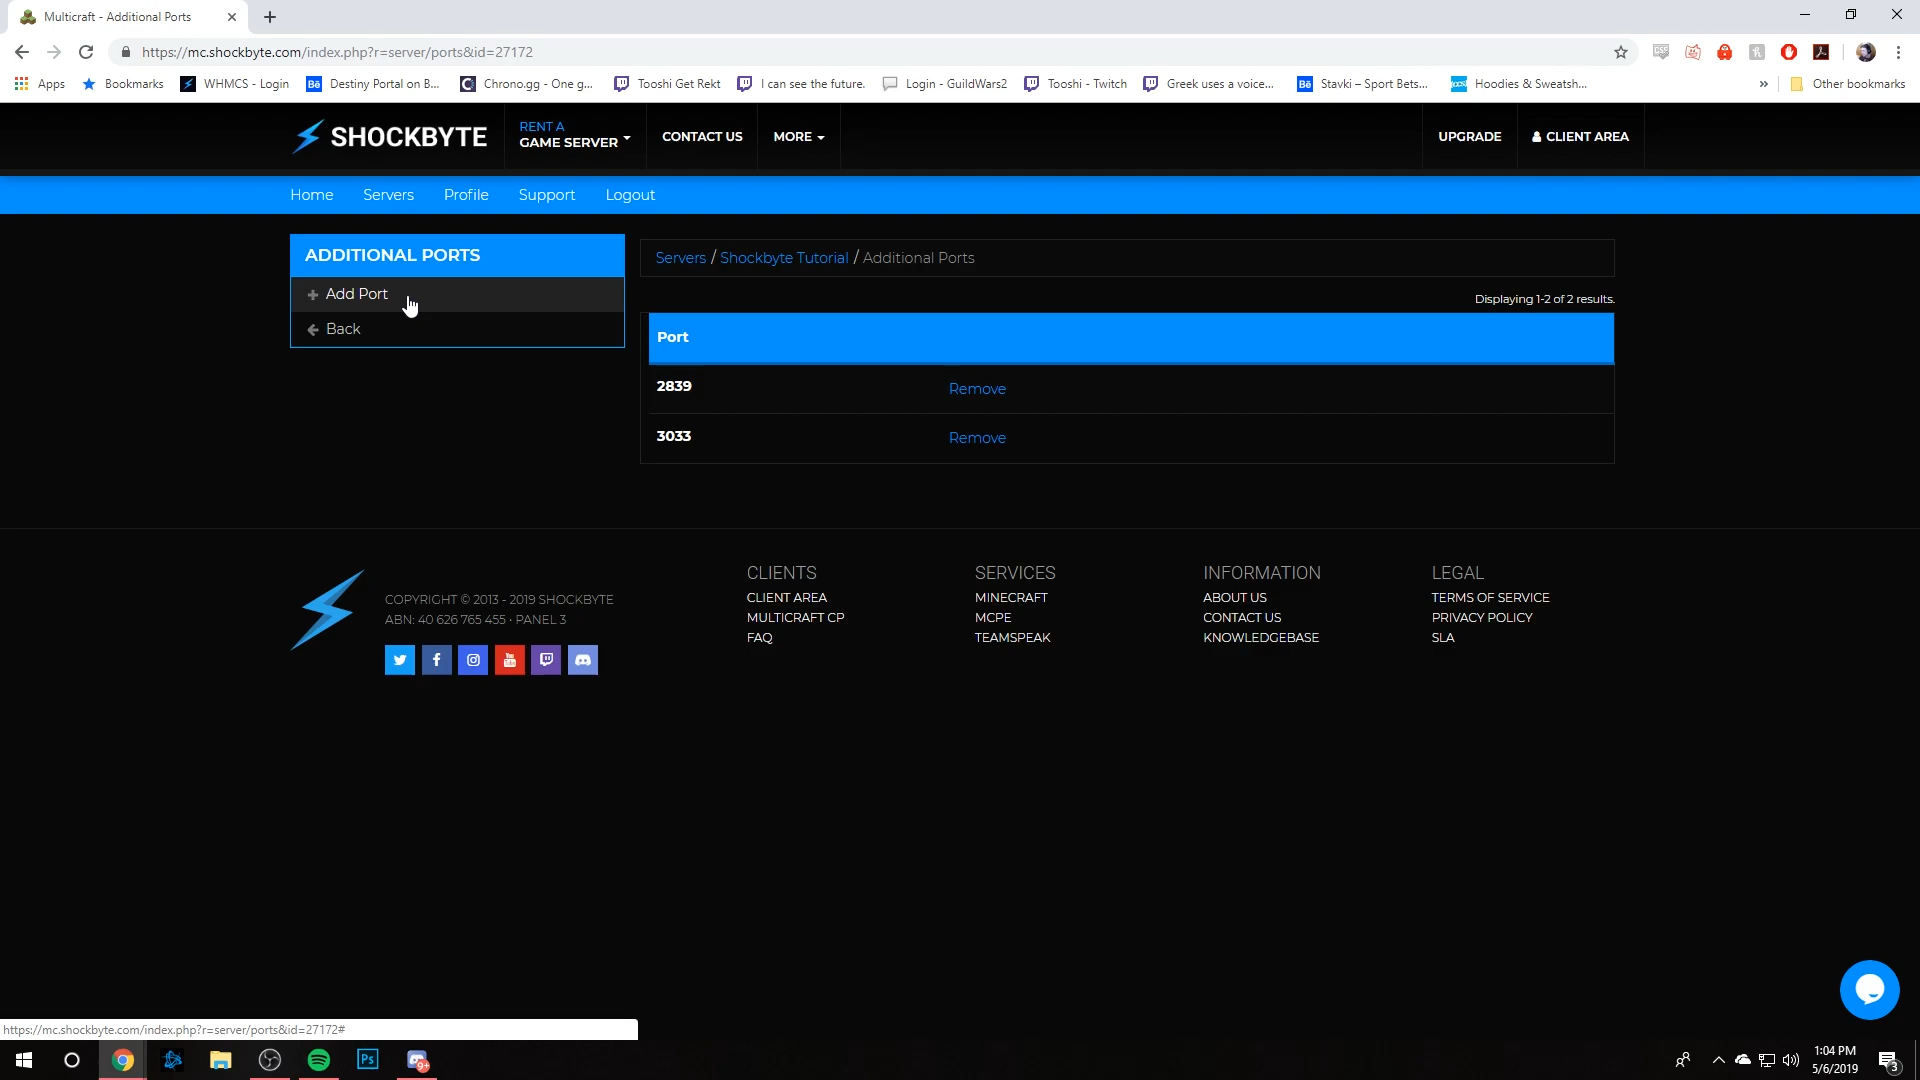 Multicraft - Additional Ports
https://mc.shockbyte.com/index.php?r=server/ports&id=27172
Apps
Bookmarks
WHMCS - Login
Destiny Portal on B...
Chrono.gg - One g...
Tooshi Get Rekt
I can see the future.
Login - GuildWars2
Tooshi - Twitch
Greek uses a voice...
Stavki – Sport Bets...
Hoodies & Sweatsh...
»
Other bookmarks
SHOCKBYTE
RENT A
GAME SERVER
CONTACT US
MORE
UPGRADE
CLIENT AREA
Home
Servers
Profile
Support
Logout
ADDITIONAL PORTS
Add Port
Back
Servers / Shockbyte Tutorial / Additional Ports
Displaying 1-2 of 2 results.
Port
2839 Remove
3033 Remove
COPYRIGHT © 2013 - 2019 SHOCKBYTE
ABN: 40 626 765 455 • PANEL 3
CLIENTS
CLIENT AREA
MULTICRAFT CP
FAQ
SERVICES
MINECRAFT
MCPE
TEAMSPEAK
INFORMATION
ABOUT US
CONTACT US
KNOWLEDGEBASE
LEGAL
TERMS OF SERVICE
PRIVACY POLICY
SLA
https://mc.shockbyte.com/index.php?r=server/ports&id=27172#
Ps
9+
1:04 PM
5/6/2019
3